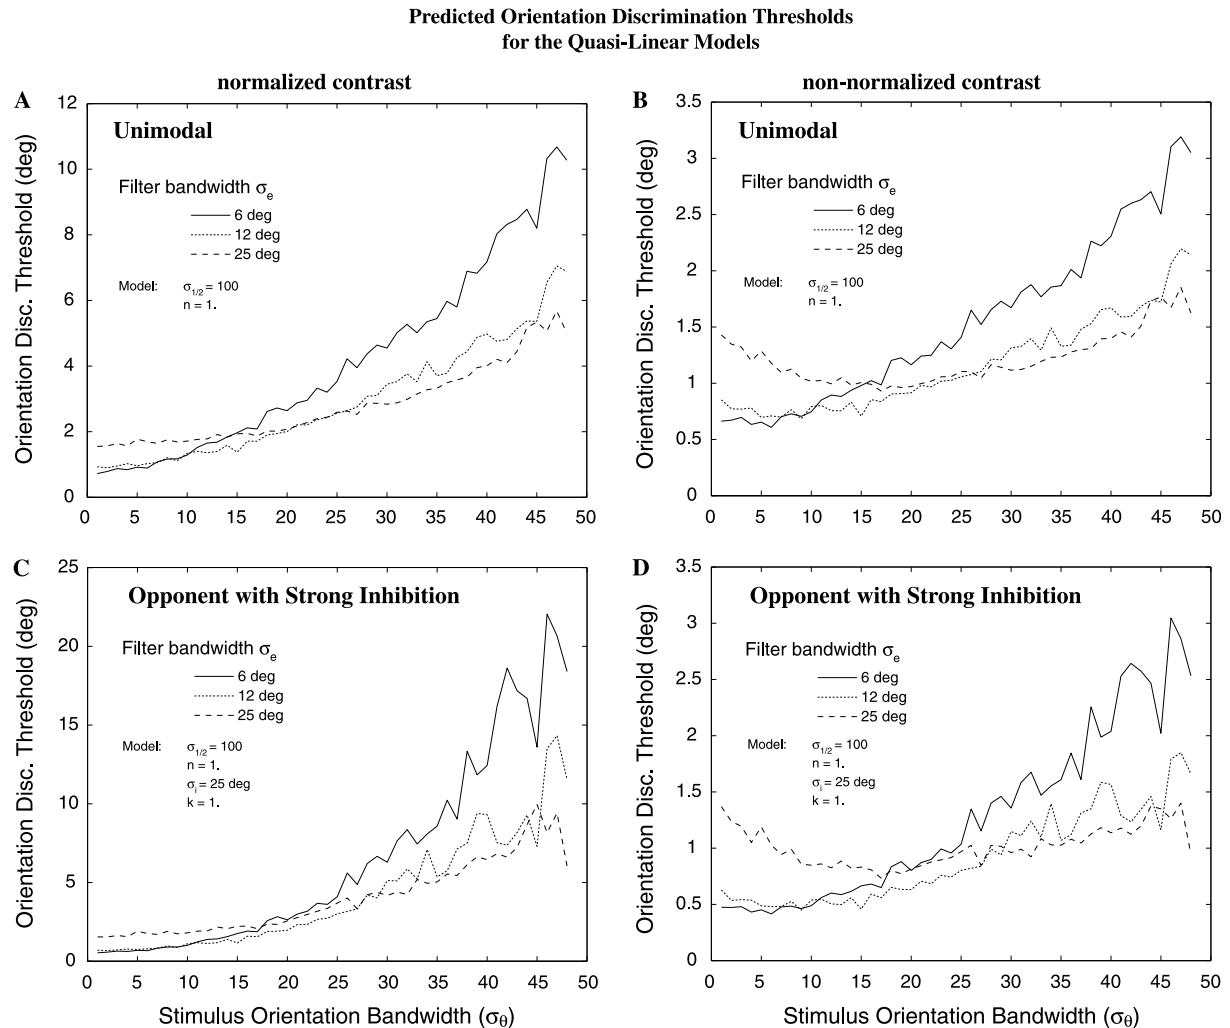 Predicted Orientation Discrimination Thresholds
for the Quasi-Linear Models
normalized contrast
non-normalized contrast
A
Unimodal
Filter bandwidth σe
6 deg
12 deg
25 deg
Model: σ1/2 = 100
n = 1.
Orientation Disc. Threshold (deg)
12
10
8
6
4
2
0
0 5 10 15 20 25 30 35 40 45 50
B
Unimodal
Filter bandwidth σe
6 deg
12 deg
25 deg
Model: σ1/2 = 100
n = 1.
Orientation Disc. Threshold (deg)
3.5
3
2.5
2
1.5
1
0.5
0
0 5 10 15 20 25 30 35 40 45 50
C
Opponent with Strong Inhibition
Filter bandwidth σe
6 deg
12 deg
25 deg
Model: σ1/2 = 100
n = 1.
σi = 25 deg
k = 1.
Orientation Disc. Threshold (deg)
25
20
15
10
5
0
0 5 10 15 20 25 30 35 40 45 50
Stimulus Orientation Bandwidth (σθ)
D
Opponent with Strong Inhibition
Filter bandwidth σe
6 deg
12 deg
25 deg
Model: σ1/2 = 100
n = 1.
σi = 25 deg
k = 1.
Orientation Disc. Threshold (deg)
3.5
3
2.5
2
1.5
1
0.5
0
0 5 10 15 20 25 30 35 40 45 50
Stimulus Orientation Bandwidth (σθ)